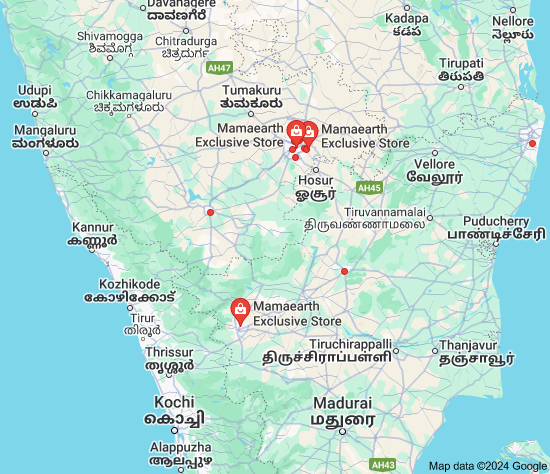 Davanagere
ದಾವಣಗೆರೆ
Kadapa
కడప
Nellore
నెల్లూరు
Shivamogga
ಶಿವಮೊಗ್ಗ
Chitradurga
ಚಿತ್ರದುರ್ಗ
AH47
Tirupati
తిరుపతి
Udupi
ಉಡುಪಿ
Chikkamagaluru
ಚಿಕ್ಕಮಗಳೂರು
Tumakuru
ತುಮಕೂರು
Mangaluru
ಮಂಗಳೂರು
Mamaearth
Exclusive Store
Mamaearth
Exclusive Store
Vellore
வேலூர்
Hosur
ஓசூர்
AH45
Tiruvannamalai
திருவண்ணாமலை
Kannur
കണ്ണൂർ
Puducherry
பாண்டிச்சேரி
Kozhikode
കോഴിക്കോട്
Mamaearth
Exclusive Store
Tirur
തിരൂർ
Thrissur
തൃശ്ശൂർ
Tiruchirappalli
திருச்சிராப்பள்ளி
Thanjavur
தஞ்சாவூர்
Kochi
കൊച്ചി
Madurai
மதுரை
Alappuzha
ആലപ്പുഴ
AH43
Map data ©2024 Google